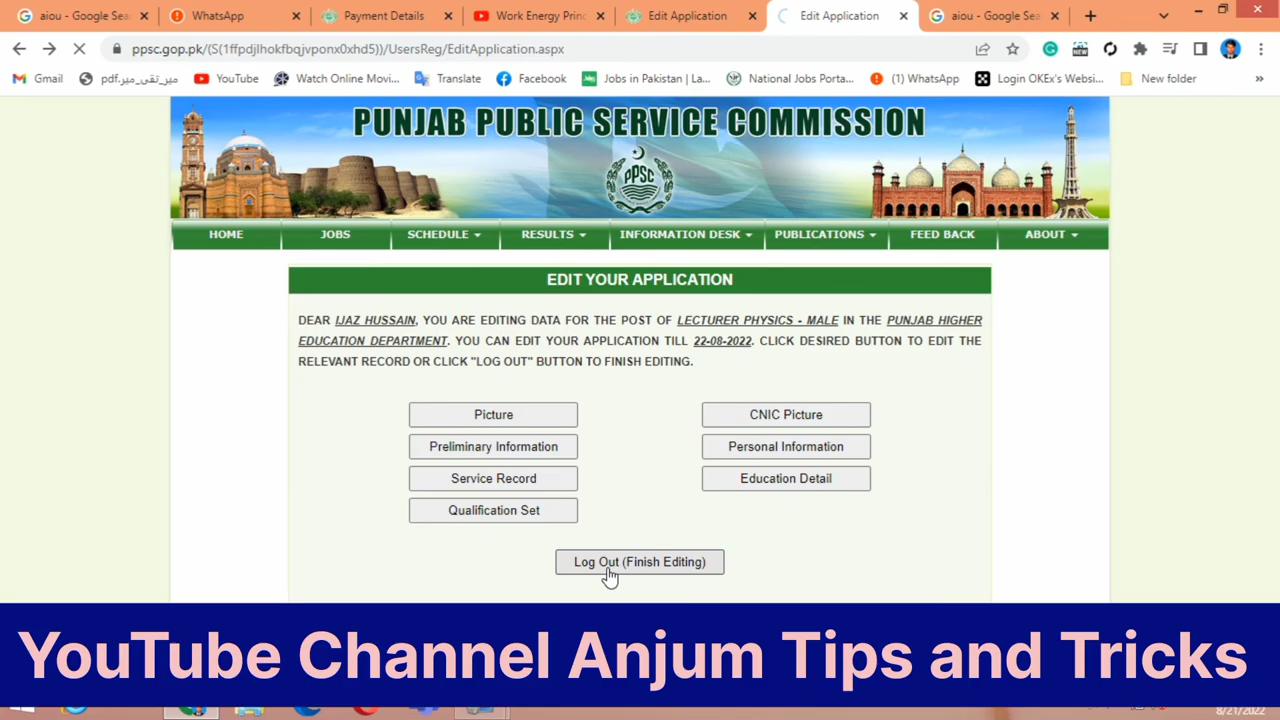 aiou - Google Sea
WhatsApp
Payment Details
Work Energy Princ
Edit Application
Edit Application
aiou - Google Sea
ppsc.gop.pk/(S(1ffpdjlhokfbqjvponx0xhd5))/UsersReg/EditApplication.aspx
Gmail
میر_تقی_میر.pdf
YouTube
Watch Online Movi...
Translate
Facebook
Jobs in Pakistan | La...
National Jobs Porta...
(1) WhatsApp
Login OKEx's Websi...
New folder
PUNJAB PUBLIC SERVICE COMMISSION
PPSC
HOME JOBS SCHEDULE RESULTS INFORMATION DESK PUBLICATIONS FEED BACK ABOUT
EDIT YOUR APPLICATION
DEAR IJAZ HUSSAIN, YOU ARE EDITING DATA FOR THE POST OF LECTURER PHYSICS - MALE IN THE PUNJAB HIGHER
EDUCATION DEPARTMENT. YOU CAN EDIT YOUR APPLICATION TILL 22-08-2022. CLICK DESIRED BUTTON TO EDIT THE
RELEVANT RECORD OR CLICK "LOG OUT" BUTTON TO FINISH EDITING.
Picture
CNIC Picture
Preliminary Information
Personal Information
Service Record
Education Detail
Qualification Set
Log Out (Finish Editing)
YouTube Channel Anjum Tips and Tricks
8/21/2022